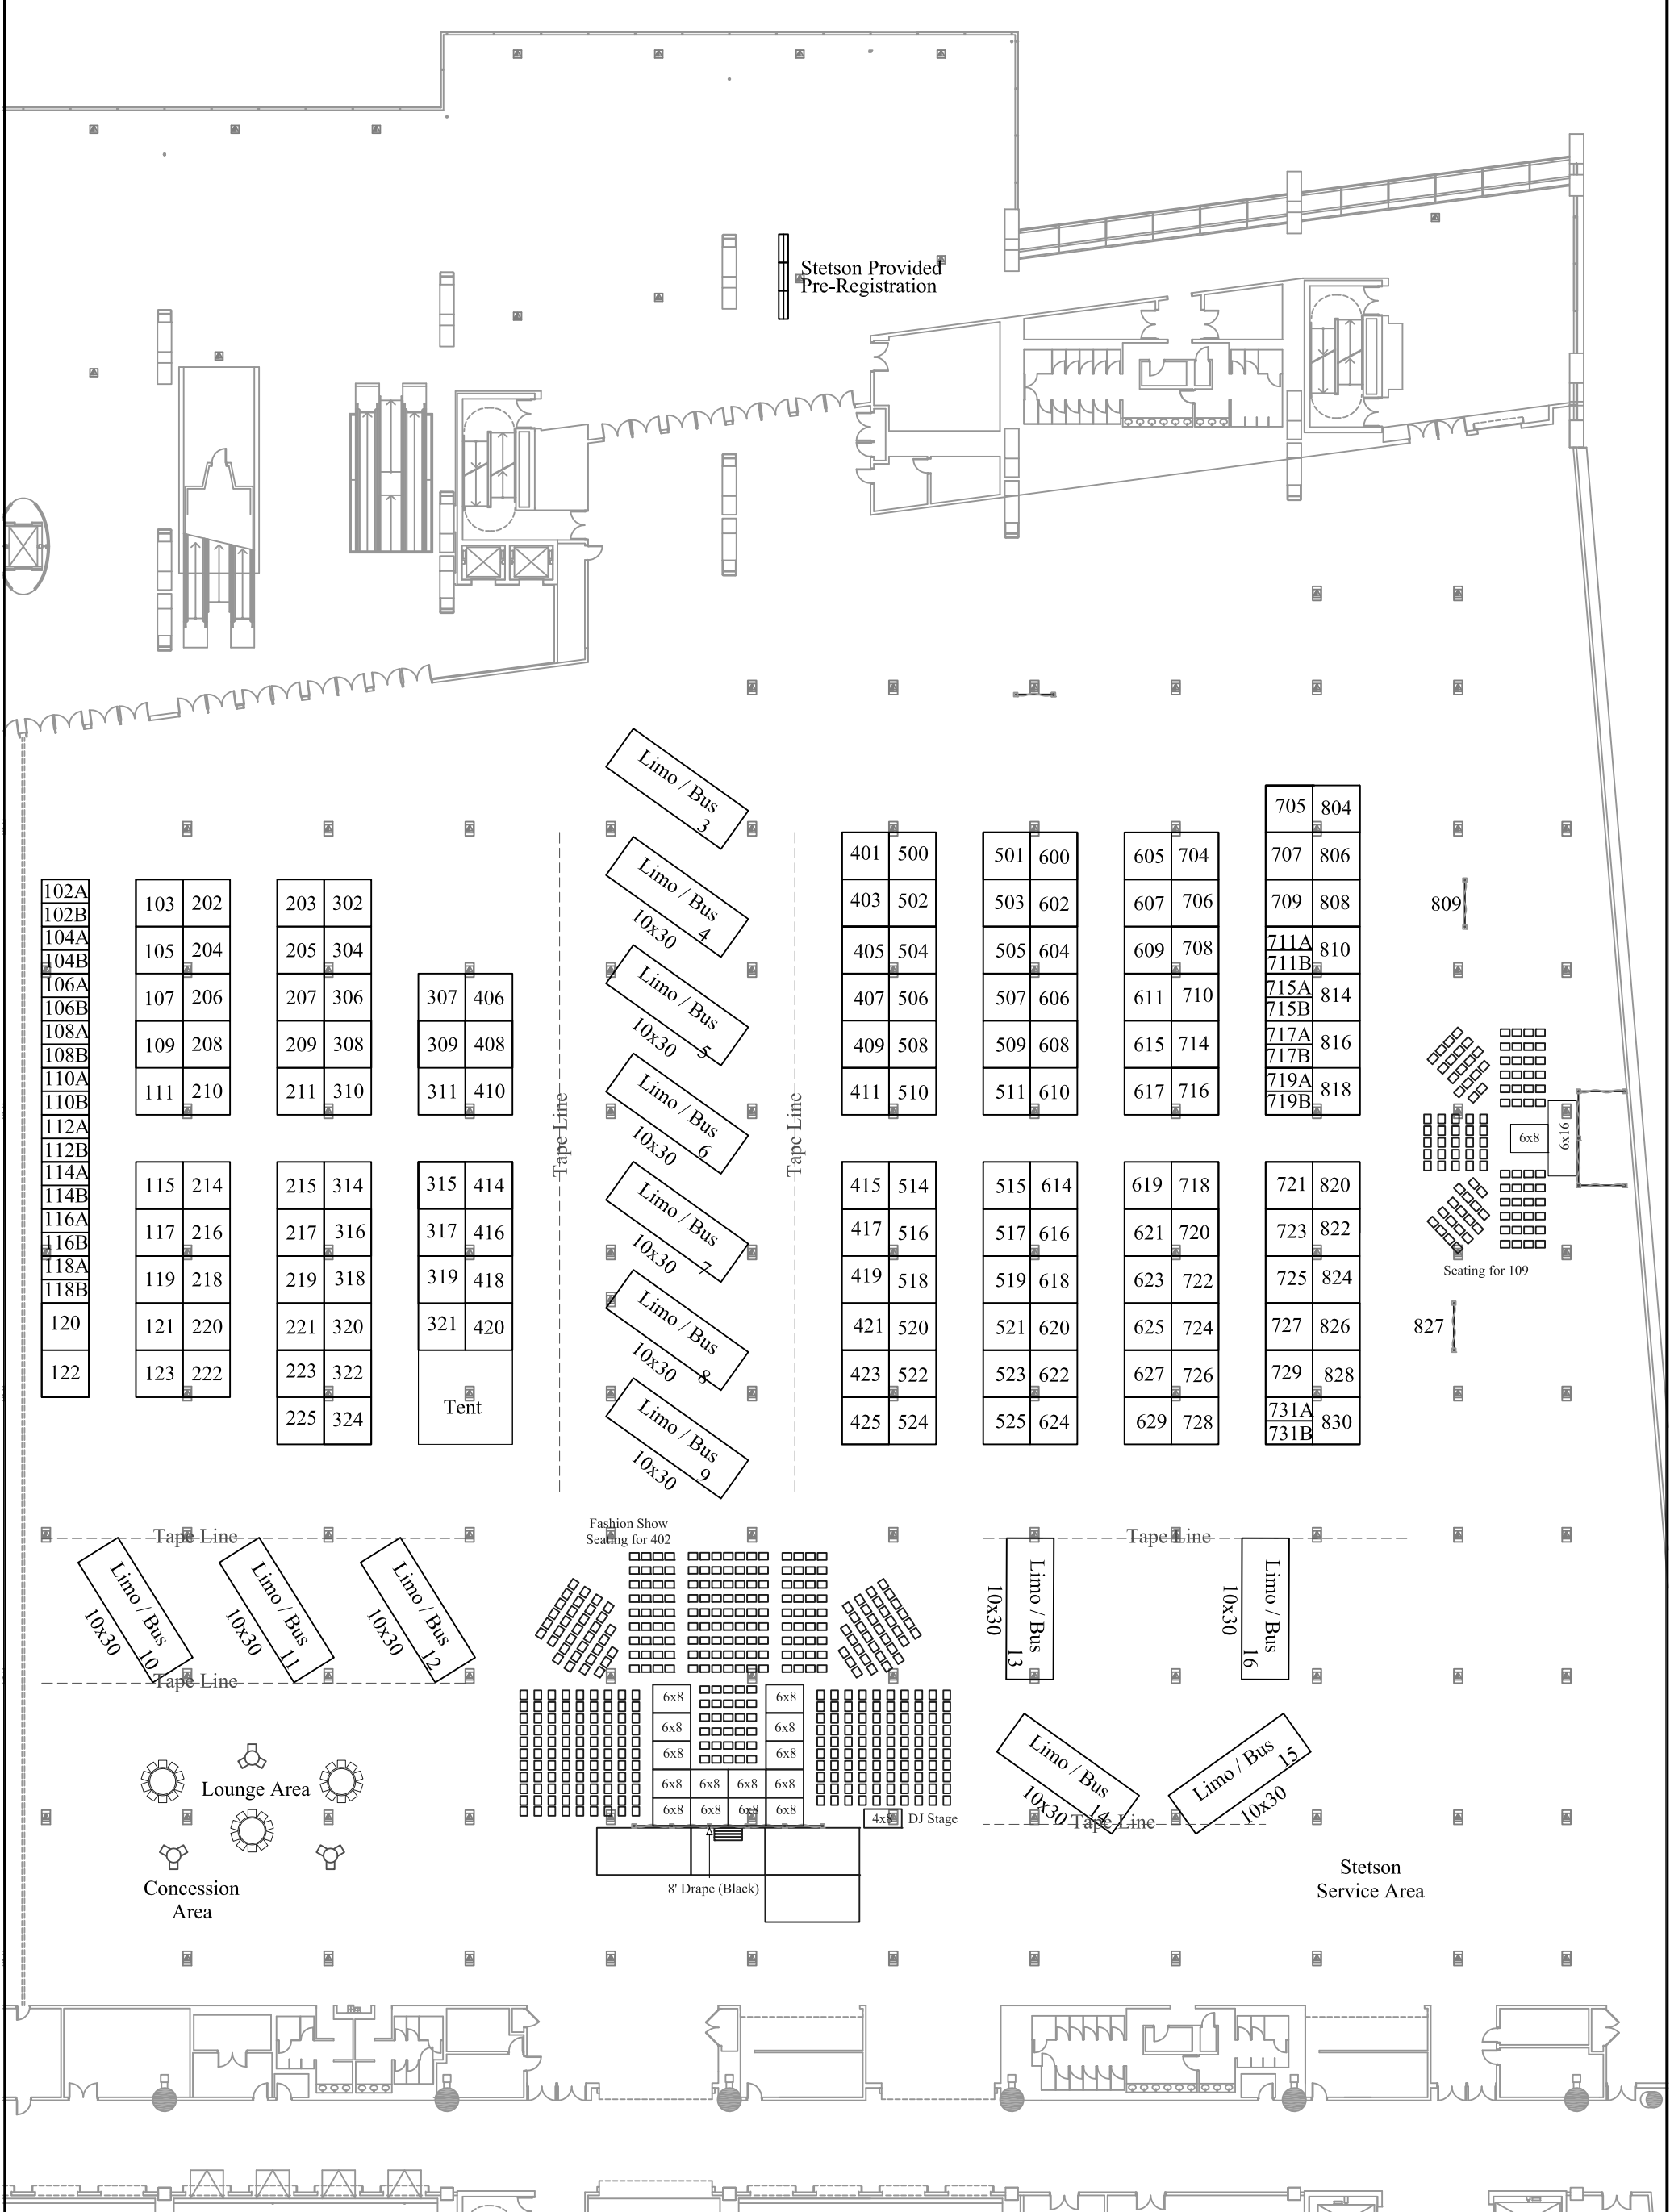 Stetson Provided
Pre-Registration
Limo / Bus
3
Limo / Bus
4
10x30
Limo / Bus
5
10x30
Limo / Bus
6
10x30
Limo / Bus
7
10x30
Limo / Bus
8
10x30
Limo / Bus
9
10x30
Tape Line
Tape Line
102A
102B
104A
104B
106A
106B
108A
108B
110A
110B
112A
112B
114A
114B
116A
116B
118A
118B
120
122
103 202
105 204
107 206
109 208
111 210
115 214
117 216
119 218
121 220
123 222
203 302
205 304
207 306
209 308
211 310
215 314
217 316
219 318
221 320
223 322
225 324
307 406
309 408
311 410
315 414
317 416
319 418
321 420
Tent
401 500
403 502
405 504
407 506
409 508
411 510
415 514
417 516
419 518
421 520
423 522
425 524
501 600
503 602
505 604
507 606
509 608
511 610
515 614
517 616
519 618
521 620
523 622
525 624
605 704
607 706
609 708
611 710
615 714
617 716
619 718
621 720
623 722
625 724
627 726
629 728
705 804
707 806
709 808
711A
711B
810
715A
715B
814
717A
717B
816
719A
719B
818
721 820
723 822
725 824
727 826
729 828
731A
731B
830
809
6x8
6x16
Seating for 109
827
Tape Line
Limo / Bus
10
10x30
Limo / Bus
11
10x30
Limo / Bus
12
10x30
Tape Line
Fashion Show
Seating for 402
6x8 6x8
6x8 6x8
6x8 6x8
6x8 6x8 6x8 6x8
6x8 6x8 6x8 6x8
4x8 DJ Stage
8' Drape (Black)
Tape Line
Limo / Bus
13
10x30
Limo / Bus
16
10x30
Limo / Bus
14
10x30
Limo / Bus
15
10x30
Tape Line
Lounge Area
Concession
Area
Stetson
Service Area